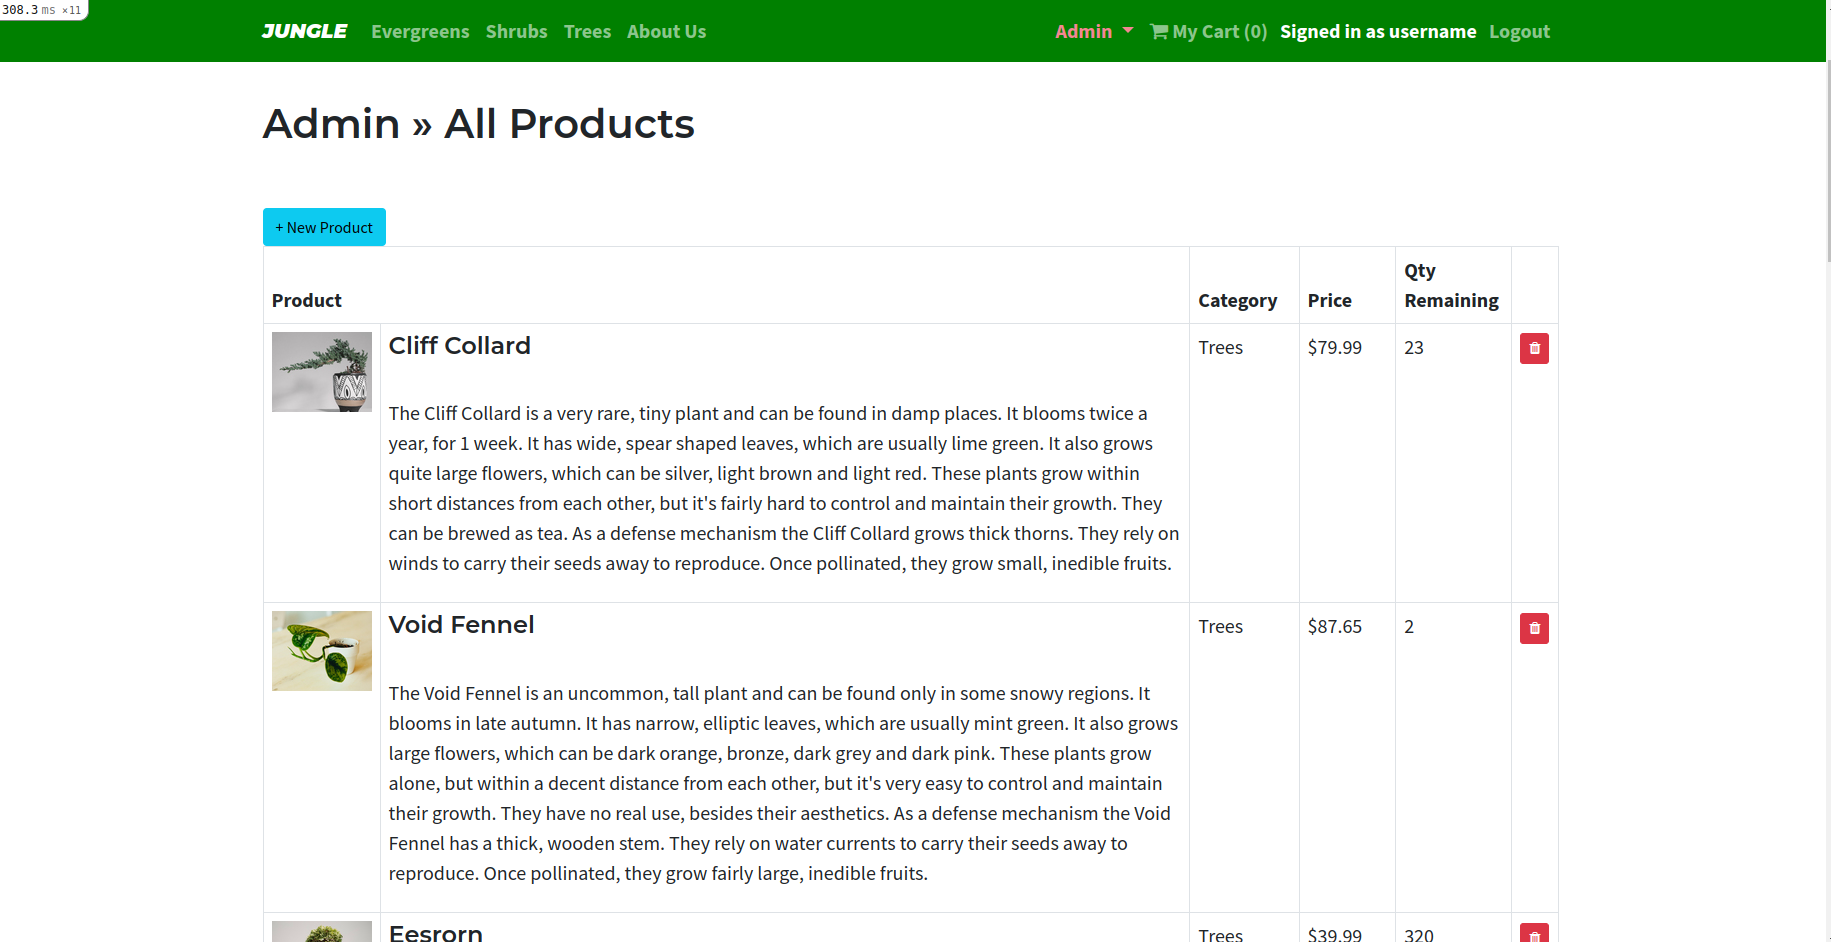 308.3 ms ×11
JUNGLE Evergreens Shrubs Trees About Us Admin My Cart (0) Signed in as username Logout
Admin » All Products
+ New Product
Product Category Price Qty Remaining
Cliff Collard Trees $79.99 23
The Cliff Collard is a very rare, tiny plant and can be found in damp places. It blooms twice a
year, for 1 week. It has wide, spear shaped leaves, which are usually lime green. It also grows
quite large flowers, which can be silver, light brown and light red. These plants grow within
short distances from each other, but it's fairly hard to control and maintain their growth. They
can be brewed as tea. As a defense mechanism the Cliff Collard grows thick thorns. They rely on
winds to carry their seeds away to reproduce. Once pollinated, they grow small, inedible fruits.
Void Fennel Trees $87.65 2
The Void Fennel is an uncommon, tall plant and can be found only in some snowy regions. It
blooms in late autumn. It has narrow, elliptic leaves, which are usually mint green. It also grows
large flowers, which can be dark orange, bronze, dark grey and dark pink. These plants grow
alone, but within a decent distance from each other, but it's very easy to control and maintain
their growth. They have no real use, besides their aesthetics. As a defense mechanism the Void
Fennel has a thick, wooden stem. They rely on water currents to carry their seeds away to
reproduce. Once pollinated, they grow fairly large, inedible fruits.
Eesrorn Trees $39.99 320